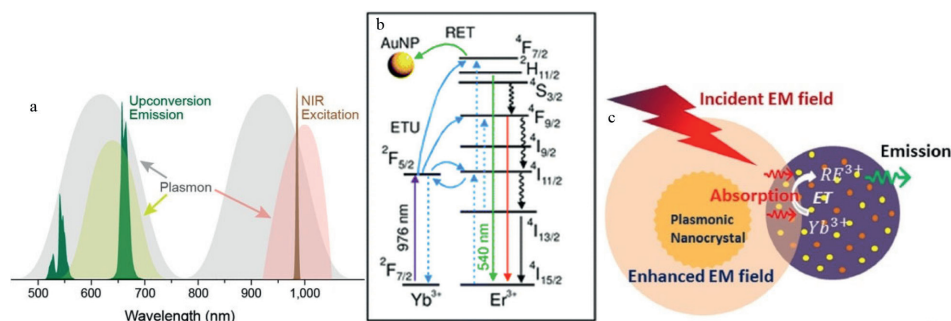 a
Upconversion
Emission
NIR
Excitation
Plasmon
500
600
700
800
900
1,000
Wavelength (nm)
b
RET
AuNP
ETU
²F₅/₂
976 nm
²F₇/₂
Yb³⁺
⁴F₇/₂
²H₁₁/₂
⁴S₃/₂
⁴F₉/₂
⁴I₉/₂
⁴I₁₁/₂
⁴I₁₃/₂
540 nm
⁴I₁₅/₂
Er³⁺
c
Incident EM field
Emission
Absorption
RE³⁺
ET
Yb³⁺
Plasmonic
Nanocrystal
Enhanced EM field